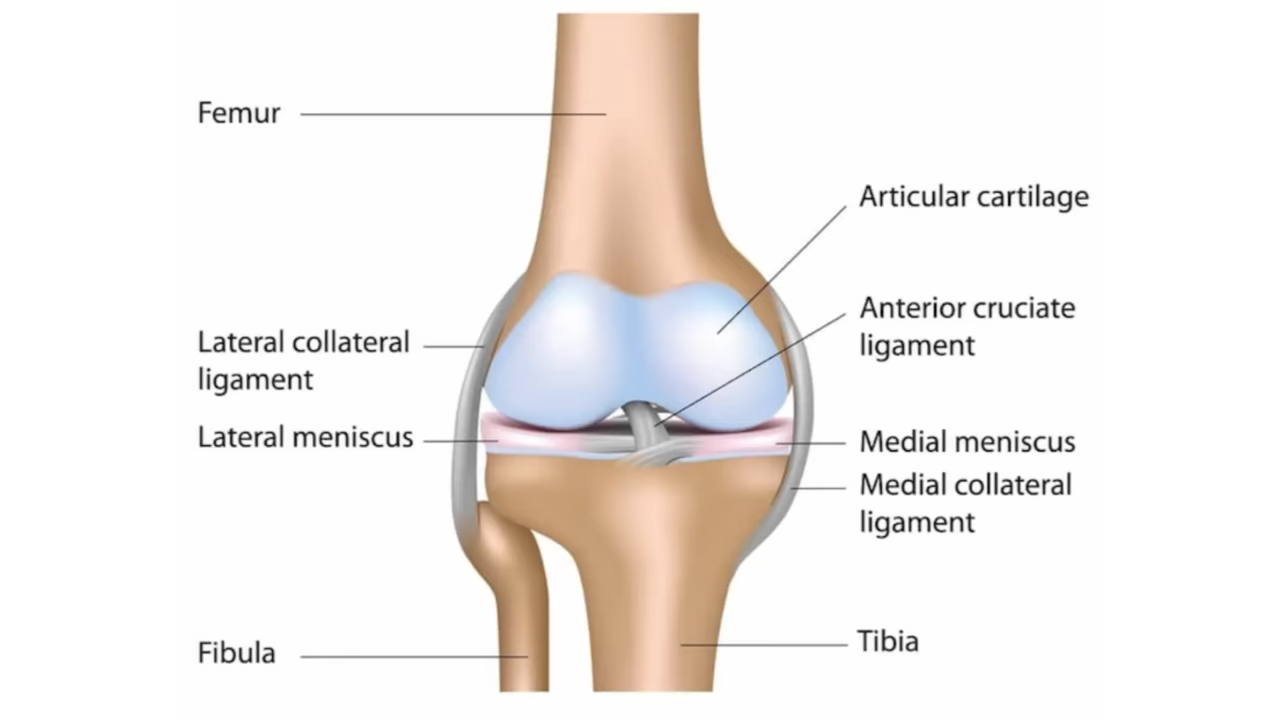 Femur
Articular cartilage
Anterior cruciate
ligament
Lateral collateral
ligament
Lateral meniscus
Medial meniscus
Medial collateral
ligament
Fibula
Tibia